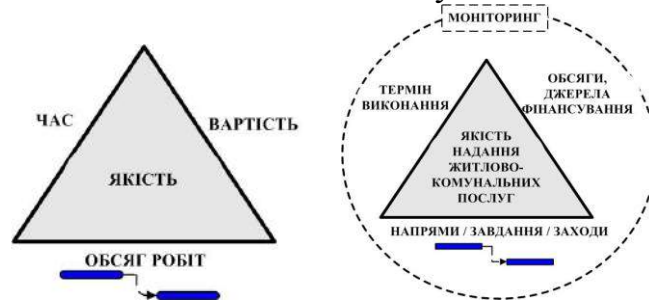 ЧАС
ВАРТІСТЬ
ЯКІСТЬ
ОБСЯГ РОБІТ
МОНІТОРИНГ
ТЕРМІН
ВИКОНАННЯ
ОБСЯГИ,
ДЖЕРЕЛА
ФІНАНСУВАННЯ
ЯКІСТЬ
НАДАННЯ
ЖИТЛОВО-
КОМУНАЛЬНИХ
ПОСЛУГ
НАПРЯМИ / ЗАВДАННЯ / ЗАХОДИ